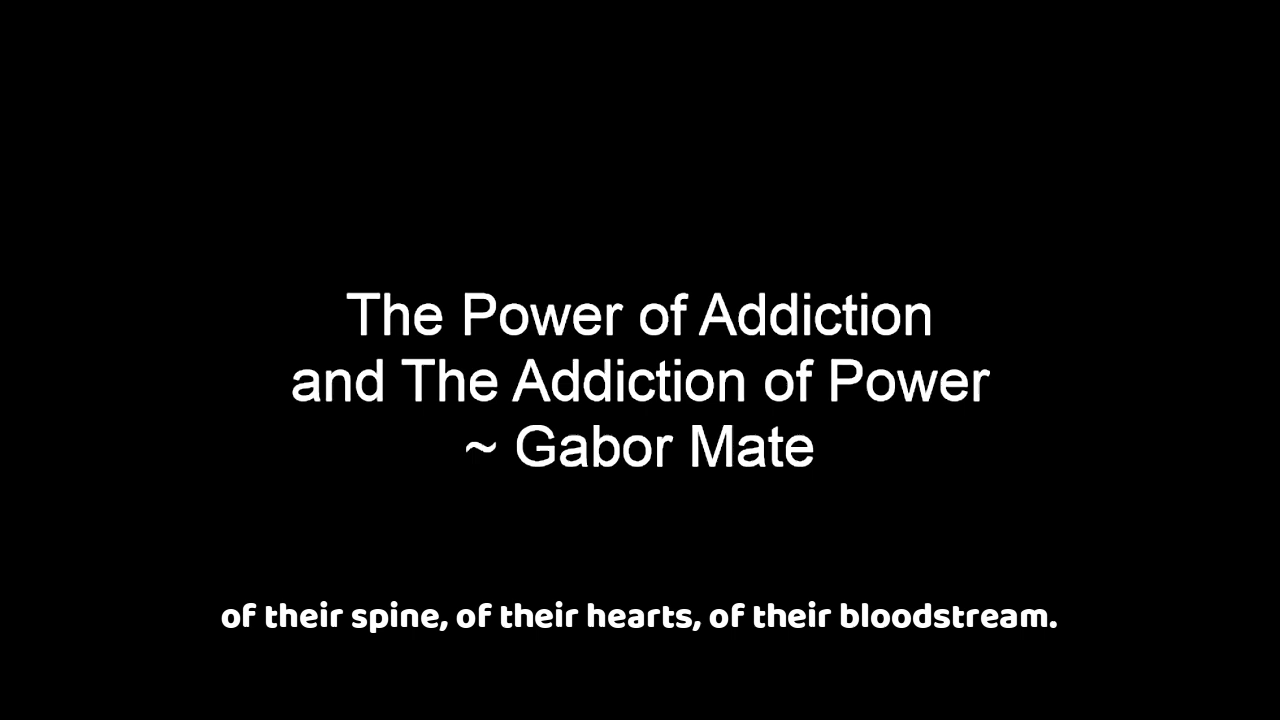 The Power of Addiction
and The Addiction of Power
~ Gabor Mate
of their spine, of their hearts, of their bloodstream.